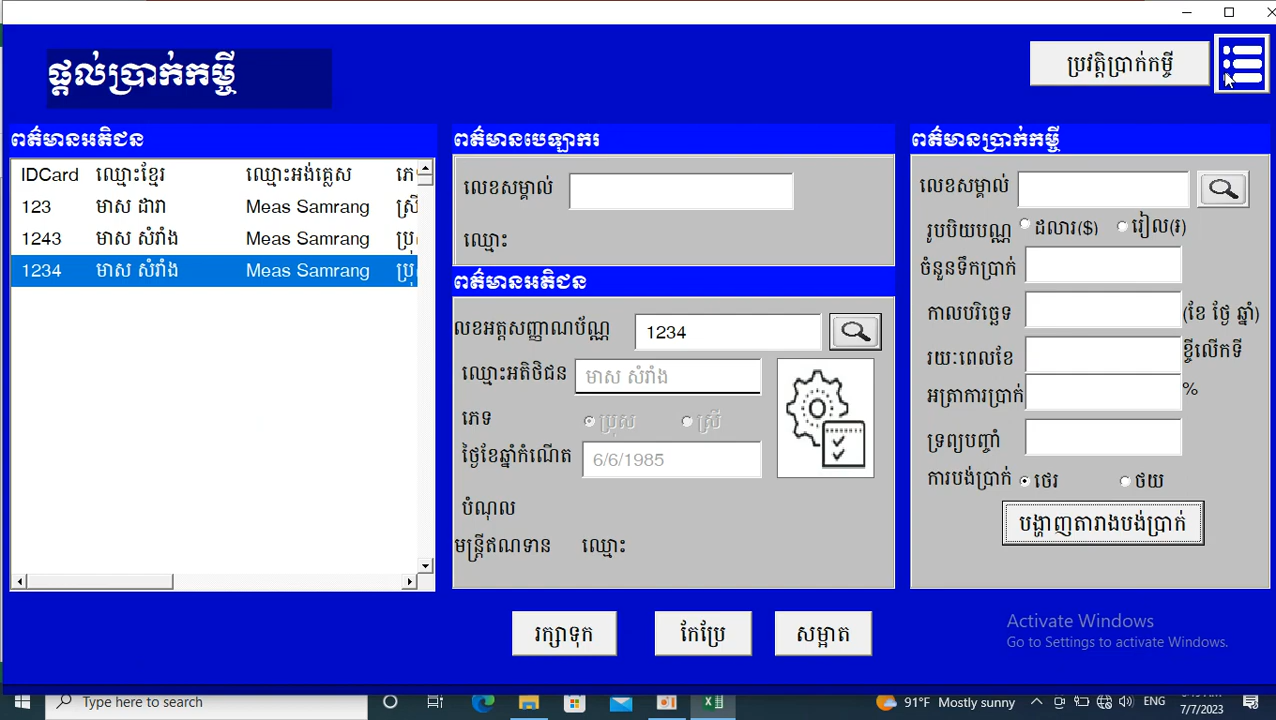 ផ្តល់ប្រាក់កម្ចី
ប្រវត្តិប្រាក់កម្ចី
ពត៌មានអតិជន
IDCard ឈ្មោះខ្មែរ ឈ្មោះអង់គ្លេស ភេ
123 មាស ដារា Meas Samrang ស្រី
1243 មាស សំរាំង Meas Samrang ប្រុ
1234 មាស សំរាំង Meas Samrang ប្រុ
ពត៌មានបេឡាករ
លេខសម្គាល់
ឈ្មោះ
ពត៌មានអតិជន
លខអត្តសញ្ញាណប័ណ្ណ 1234
ឈ្មោះអតិថិជន មាស សំរាំង
ភេទ ប្រុស ស្រី
ថ្ងៃខែឆ្នាំកំណើត 6/6/1985
បំណុល
មន្ត្រីឥណទាន ឈ្មោះ
ពត៌មានប្រាក់កម្ចី
លេខសម្គាល់
រូបបិយបណ្ណ ដលារ($) រៀល(៛)
ចំនួនទឹកប្រាក់
កាលបរិច្ឆេទ (ខែ ថ្ងៃ ឆ្នាំ)
រយៈពេលខែ ខ្ចីលើកទី
អត្រាការប្រាក់ %
ទ្រព្យបញ្ចាំ
ការបង់ប្រាក់ ថេរ ថយ
បង្ហាញតារាងបង់ប្រាក់
រក្សាទុក កែប្រែ សម្អាត
Activate Windows
Go to Settings to activate Windows.
Type here to search
91°F Mostly sunny
ENG
7/7/2023